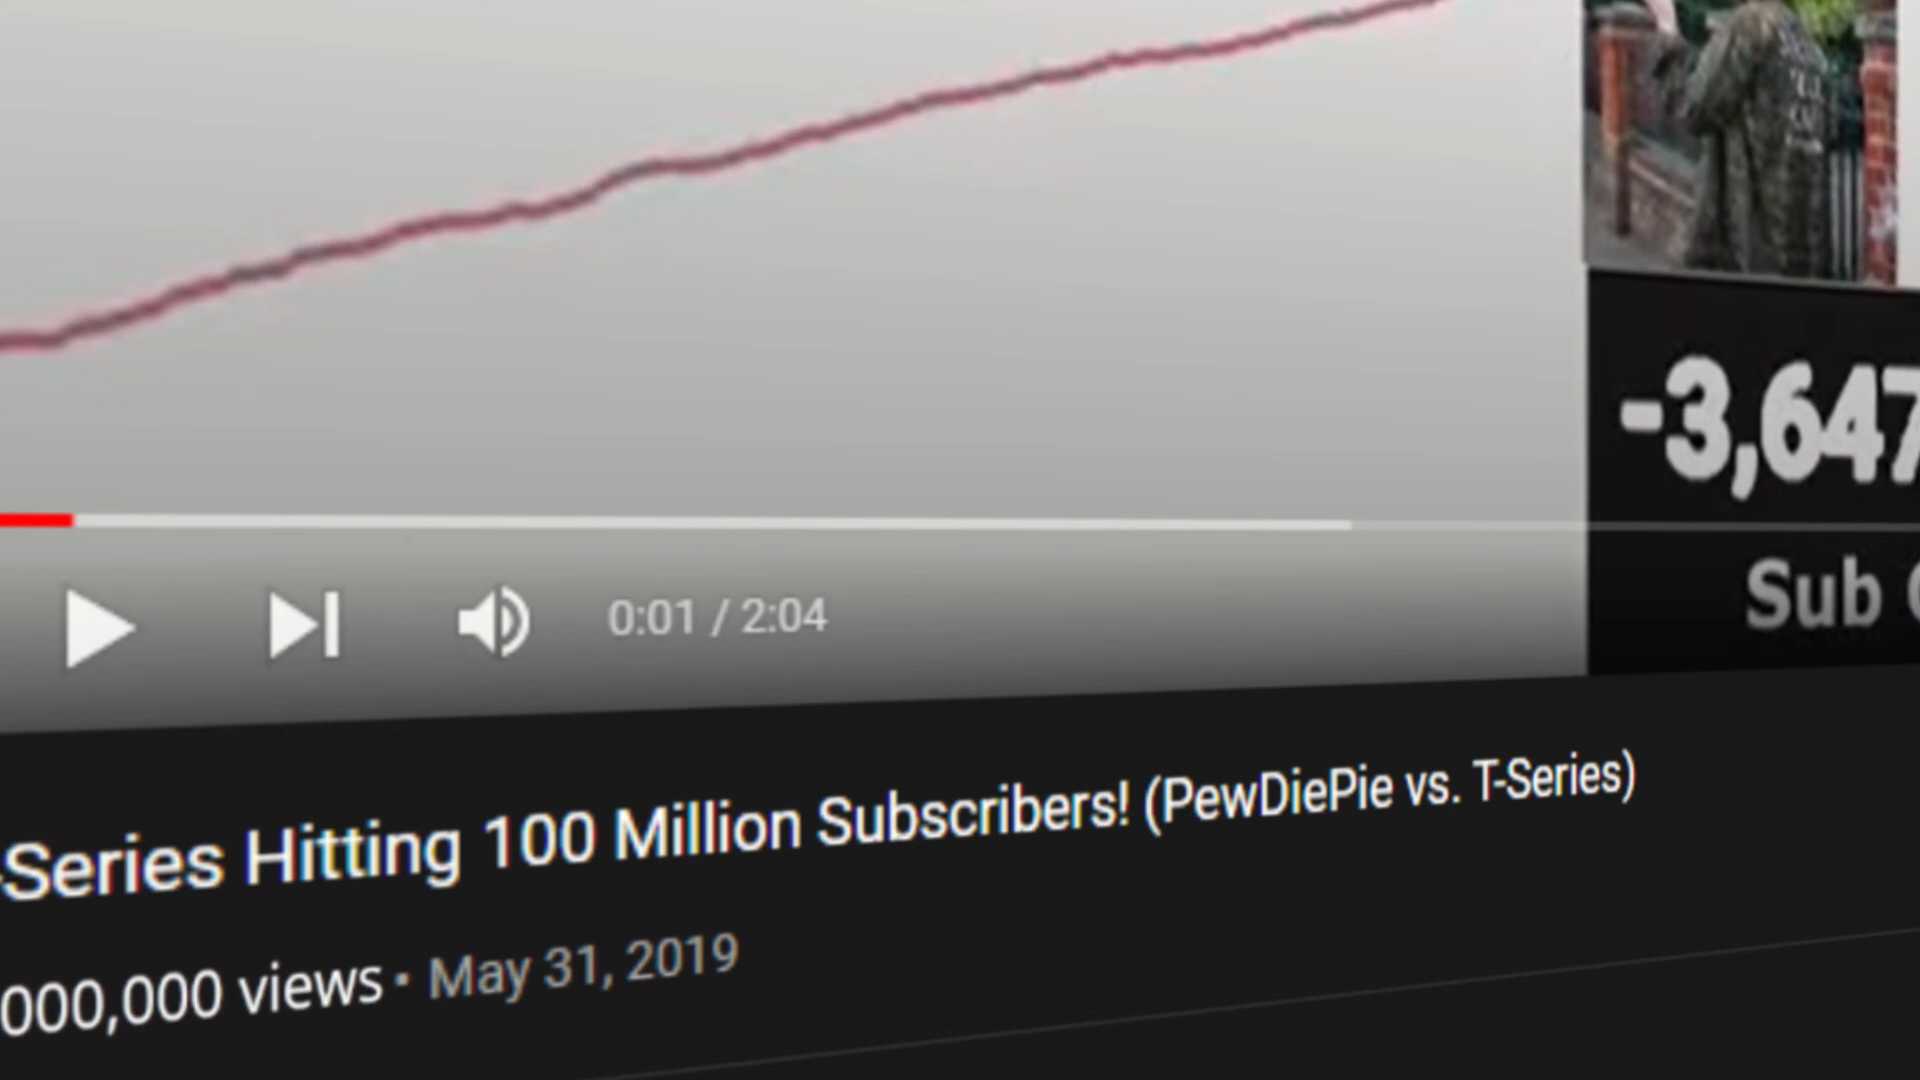 -3,647
Sub
0:01 / 2:04
-Series Hitting 100 Million Subscribers! (PewDiePie vs. T-Series)
000,000 views • May 31, 2019